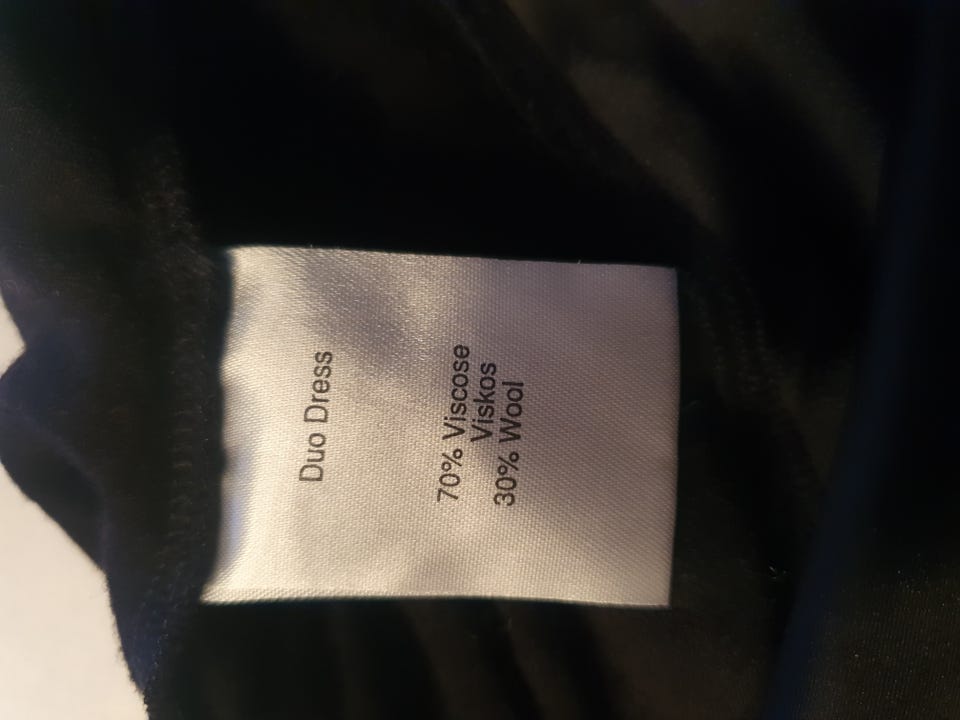 Duo Dress
70% Viscose
Viskos
30% Wool